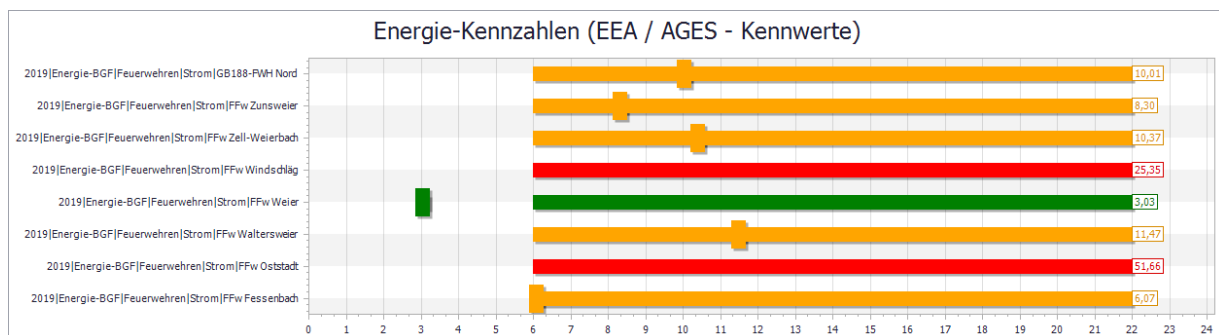 Energie-Kennzahlen (EEA / AGES - Kennwerte)
2019|Energie-BGF|Feuerwehren|Strom|GB188-FWH Nord 10,01
2019|Energie-BGF|Feuerwehren|Strom|FFw Zunsweier 8,30
2019|Energie-BGF|Feuerwehren|Strom|FFw Zell-Weierbach 10,37
2019|Energie-BGF|Feuerwehren|Strom|FFw Windschläg 25,35
2019|Energie-BGF|Feuerwehren|Strom|FFw Weier 3,03
2019|Energie-BGF|Feuerwehren|Strom|FFw Waltersweier 11,47
2019|Energie-BGF|Feuerwehren|Strom|FFw Oststadt 51,66
2019|Energie-BGF|Feuerwehren|Strom|FFw Fessenbach 6,07
0 1 2 3 4 5 6 7 8 9 10 11 12 13 14 15 16 17 18 19 20 21 22 23 24